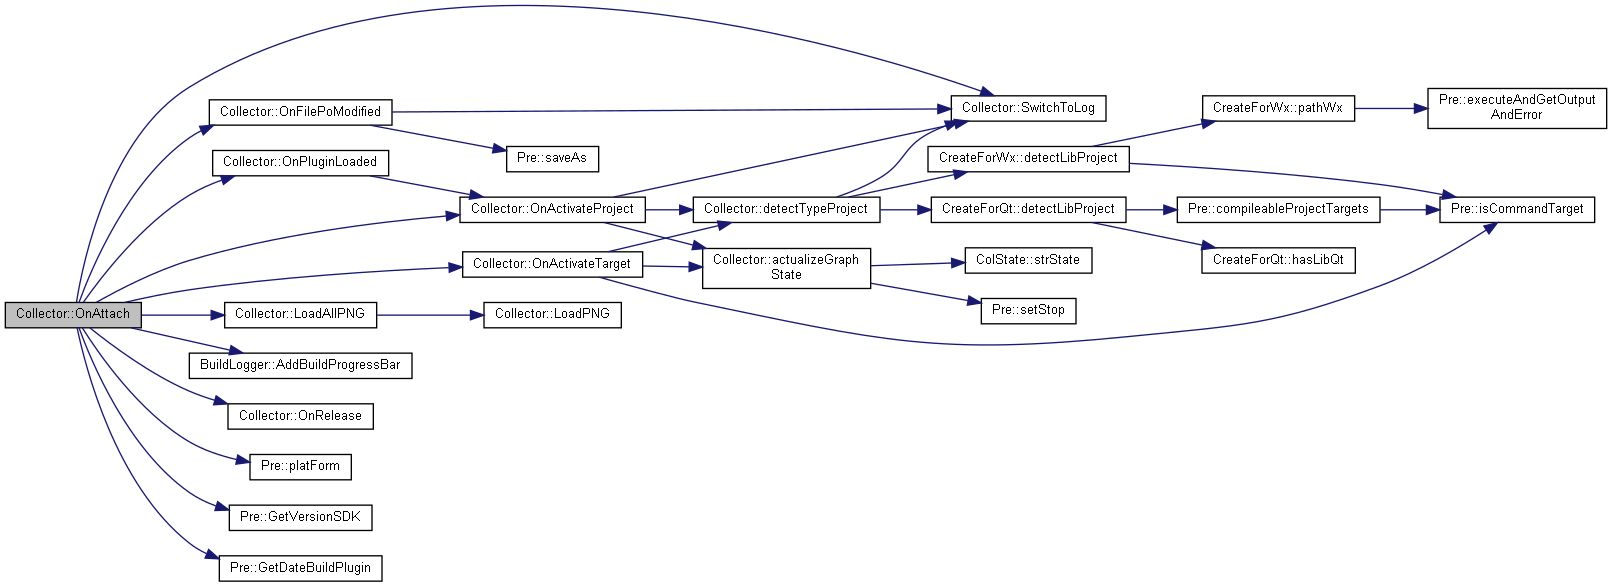 Collector::OnAttach
Collector::OnFilePoModified
Collector::OnPluginLoaded
Collector::LoadAllPNG
BuildLogger::AddBuildProgressBar
Collector::OnRelease
Pre::platForm
Pre::GetVersionSDK
Pre::GetDateBuildPlugin
Pre::saveAs
Collector::OnActivateProject
Collector::OnActivateTarget
Collector::LoadPNG
Collector::detectTypeProject
Collector::actualizeGraph
State
Collector::SwitchToLog
CreateForWx::detectLibProject
CreateForQt::detectLibProject
ColState::strState
Pre::setStop
CreateForWx::pathWx
Pre::compileableProjectTargets
CreateForQt::hasLibQt
Pre::executeAndGetOutput
AndError
Pre::isCommandTarget